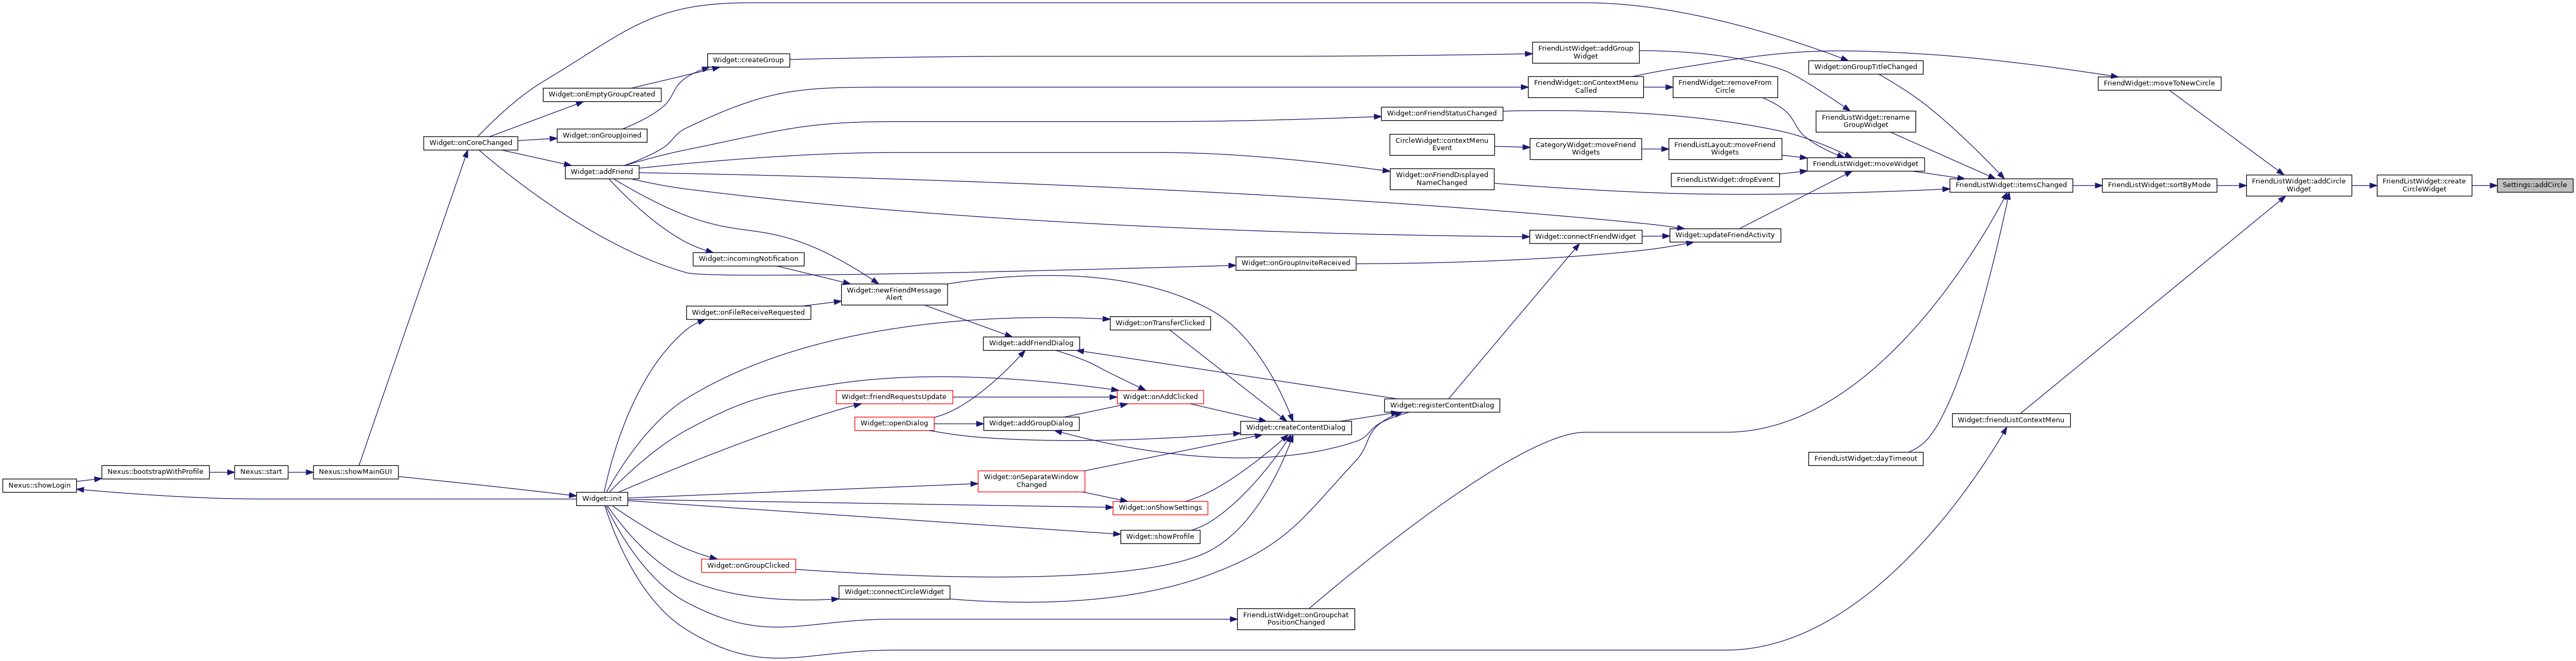 Widget::createGroup
FriendListWidget::addGroup
Widget
Widget::onGroupTitleChanged
FriendWidget::onContextMenu
Called
FriendWidget::removeFrom
Circle
FriendWidget::moveToNewCircle
Widget::onEmptyGroupCreated
Widget::onFriendStatusChanged
FriendListWidget::rename
GroupWidget
Widget::onGroupJoined
Widget::onCoreChanged
CircleWidget::contextMenu
Event
CategoryWidget::moveFriend
Widgets
FriendListLayout::moveFriend
Widgets
FriendListWidget::moveWidget
Widget::addFriend
Widget::onFriendDisplayed
NameChanged
FriendListWidget::dropEvent
FriendListWidget::itemsChanged
FriendListWidget::sortByMode
FriendListWidget::addCircle
Widget
FriendListWidget::create
CircleWidget
Settings::addCircle
Widget::connectFriendWidget
Widget::updateFriendActivity
Widget::incomingNotification
Widget::onGroupInviteReceived
Widget::newFriendMessage
Alert
Widget::onFileReceiveRequested
Widget::onTransferClicked
Widget::addFriendDialog
Widget::friendRequestsUpdate
Widget::onAddClicked
Widget::registerContentDialog
Widget::openDialog
Widget::addGroupDialog
Widget::createContentDialog
Widget::friendListContextMenu
FriendListWidget::dayTimeout
Nexus::showLogin
Nexus::bootstrapWithProfile
Nexus::start
Nexus::showMainGUI
Widget::init
Widget::onSeparateWindow
Changed
Widget::onShowSettings
Widget::showProfile
Widget::onGroupClicked
Widget::connectCircleWidget
FriendListWidget::onGroupchat
PositionChanged